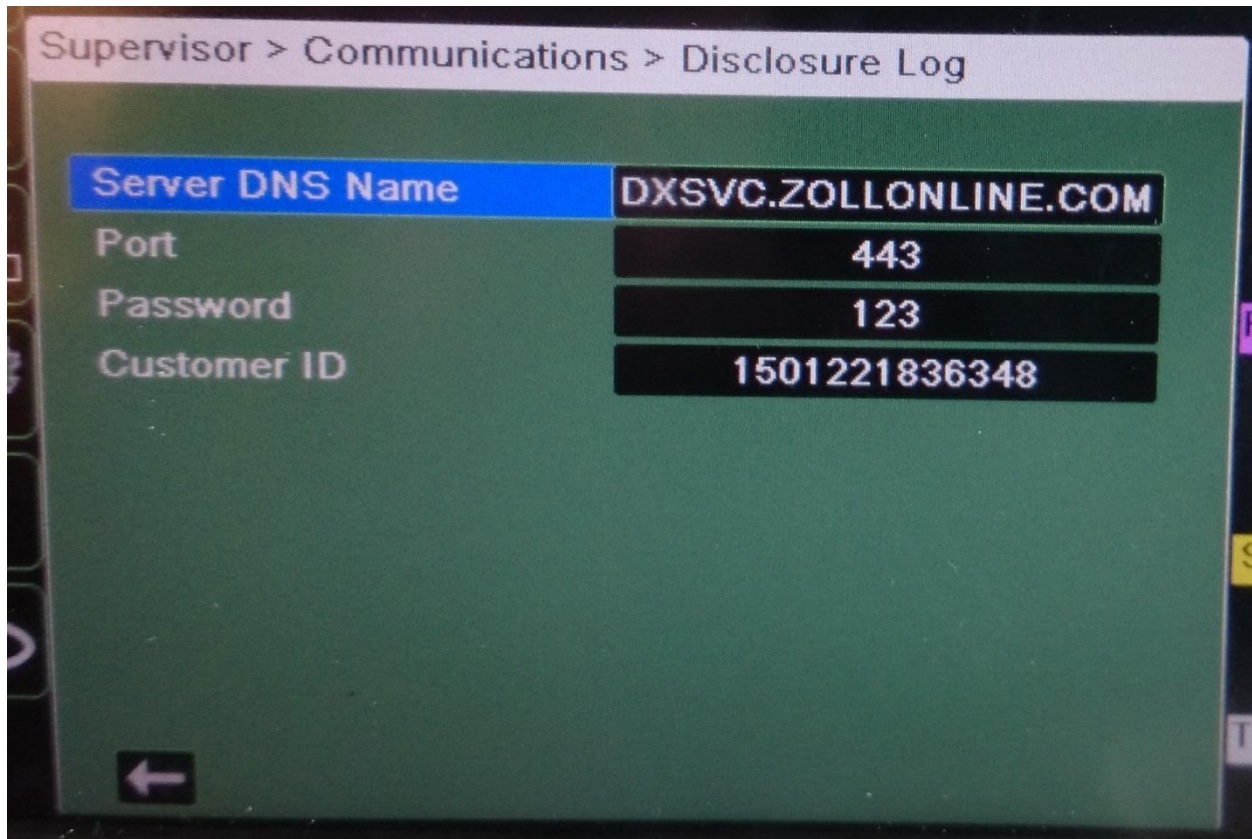 Supervisor > Communications > Disclosure Log
Server DNS Name DXSVC.ZOLLONLINE.COM
Port 443
Password 123
Customer ID 1501221836348